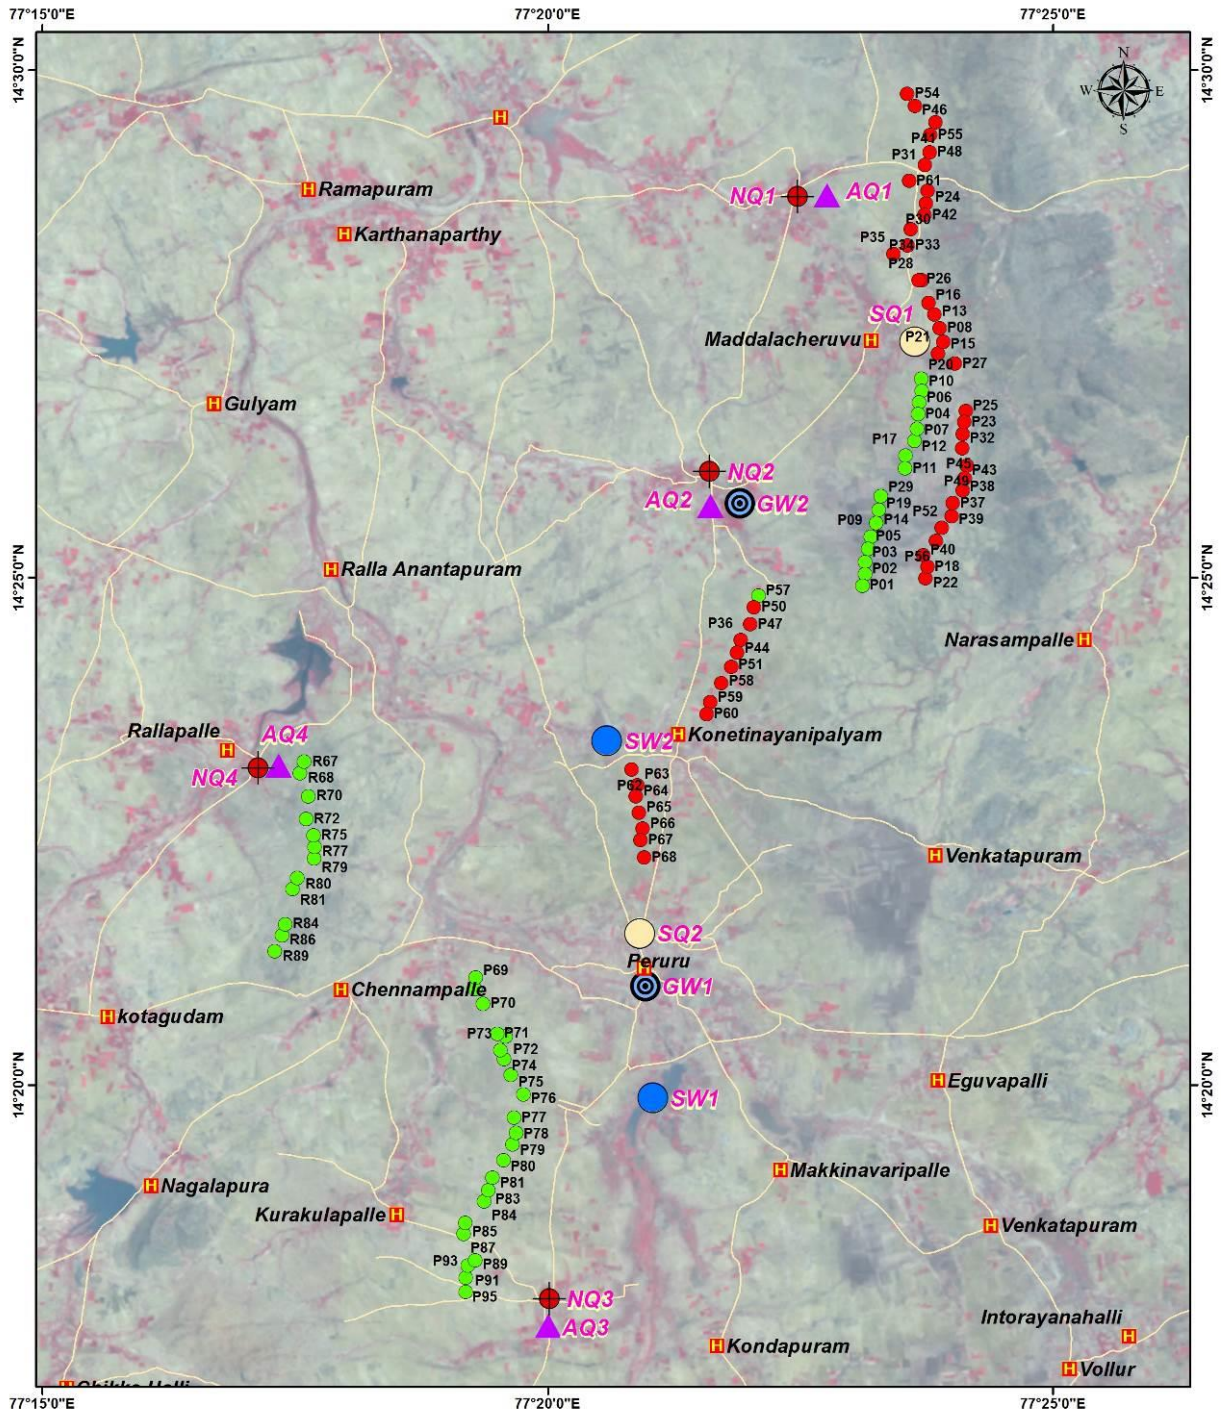 77°15'0"E 77°20'0"E 77°25'0"E
14°30'0"N
14°30'0"N
N
W E
S
P54
P46
P55
P41
P48
P31
P61
Ramapuram
NQ1 AQ1
P24
P42
P30
Karthanaparthy
P35
P34
P33
P28
P26
P16
SQ1
P13
P08
Maddalacheruvu
P21
P15
P20
P27
P10
P06
Gulyam
P25
P04
P23
P07
P32
P17
P12
P45
P11
P43
NQ2
P49
P29
P38
AQ2
GW2
P19
P37
P52
P09
P14
P39
P05
P40
P03
P56
Ralla Anantapuram
P02
P18
P01
P22
14°25'0"N
14°25'0"N
P57
P50
P36
P47
Narasampalle
P44
P51
P58
P59
P60
Rallapalle
AQ4
Konetinayanipalyam
SW2
R67
NQ4
R68
P63
P62
P64
R70
P65
R72
P66
R75
P67
R77
P68
Venkatapuram
R79
R80
R81
R84
SQ2
R86
R89
Peruru
P69
GW1
Chennampalle
P70
kotagudam
P73
P71
P72
P74
P75
Eguvapalli
14°20'0"N
14°20'0"N
P76
SW1
P77
P78
P79
P80
Makkinavaripalle
P81
Nagalapura
P83
Kurakulapalle
P84
Venkatapuram
P85
P87
P93
P89
P91
P95
NQ3
Intorayanahalli
AQ3
Kondapuram
Vollur
77°15'0"E 77°20'0"E 77°25'0"E